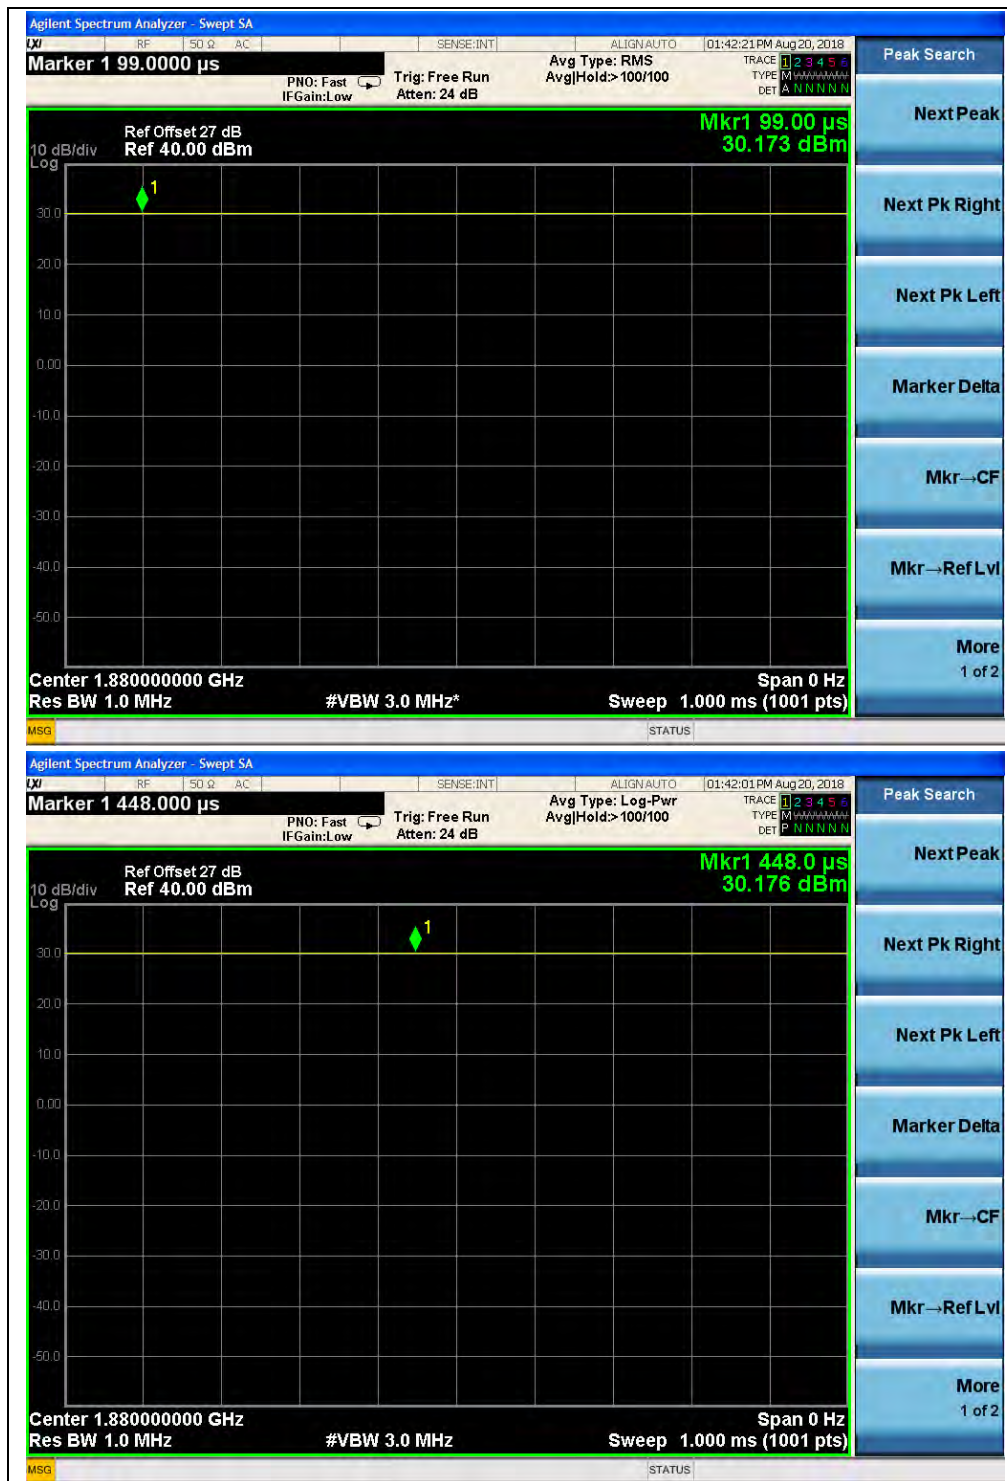 Agilent Spectrum Analyzer - Swept SA
LXI RF 50 Ω AC SENSE:INT ALIGN AUTO 01:42:21 PM Aug 20, 2018
Marker 1 99.0000 µs
PNO: Fast
IFGain:Low
Trig: Free Run
Atten: 24 dB
Avg Type: RMS
Avg|Hold:>100/100
TRACE 1 2 3 4 5 6
TYPE M
DET A N N N N N
Peak Search
Ref Offset 27 dB
Ref 40.00 dBm
10 dB/div
Log
Mkr1 99.00 µs
30.173 dBm
1
30.0
20.0
10.0
0.00
-10.0
-20.0
-30.0
-40.0
-50.0
Center 1.880000000 GHz
Span 0 Hz
Res BW 1.0 MHz
#VBW 3.0 MHz*
Sweep 1.000 ms (1001 pts)
Next Peak
Next Pk Right
Next Pk Left
Marker Delta
Mkr→CF
Mkr→Ref Lvl
More
1 of 2
MSG
STATUS
Agilent Spectrum Analyzer - Swept SA
LXI RF 50 Ω AC SENSE:INT ALIGN AUTO 01:42:01 PM Aug 20, 2018
Marker 1 448.000 µs
PNO: Fast
IFGain:Low
Trig: Free Run
Atten: 24 dB
Avg Type: Log-Pwr
Avg|Hold:>100/100
TRACE 1 2 3 4 5 6
TYPE M
DET P N N N N N
Peak Search
Ref Offset 27 dB
Ref 40.00 dBm
10 dB/div
Log
Mkr1 448.0 µs
30.176 dBm
1
30.0
20.0
10.0
0.00
-10.0
-20.0
-30.0
-40.0
-50.0
Center 1.880000000 GHz
Span 0 Hz
Res BW 1.0 MHz
#VBW 3.0 MHz
Sweep 1.000 ms (1001 pts)
Next Peak
Next Pk Right
Next Pk Left
Marker Delta
Mkr→CF
Mkr→Ref Lvl
More
1 of 2
MSG
STATUS